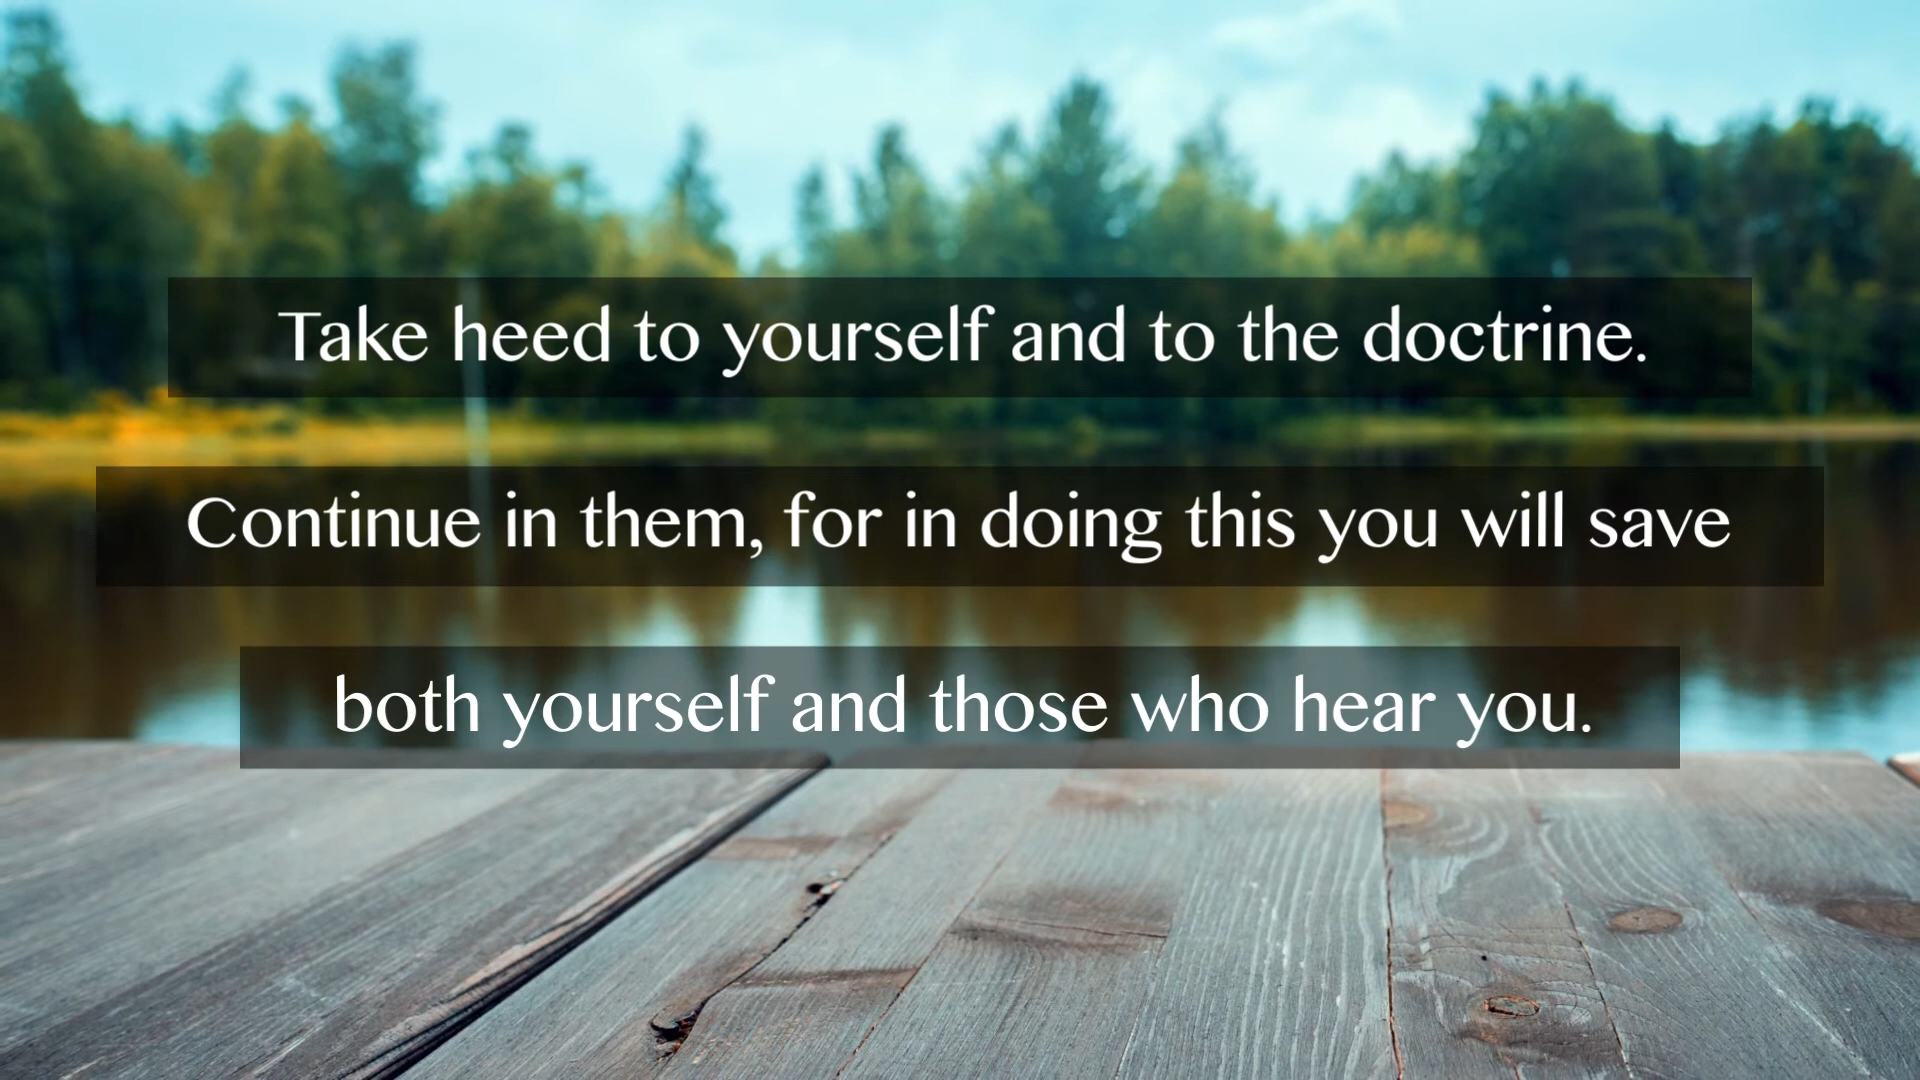 Take heed to yourself and to the doctrine.
Continue in them, for in doing this you will save
both yourself and those who hear you.